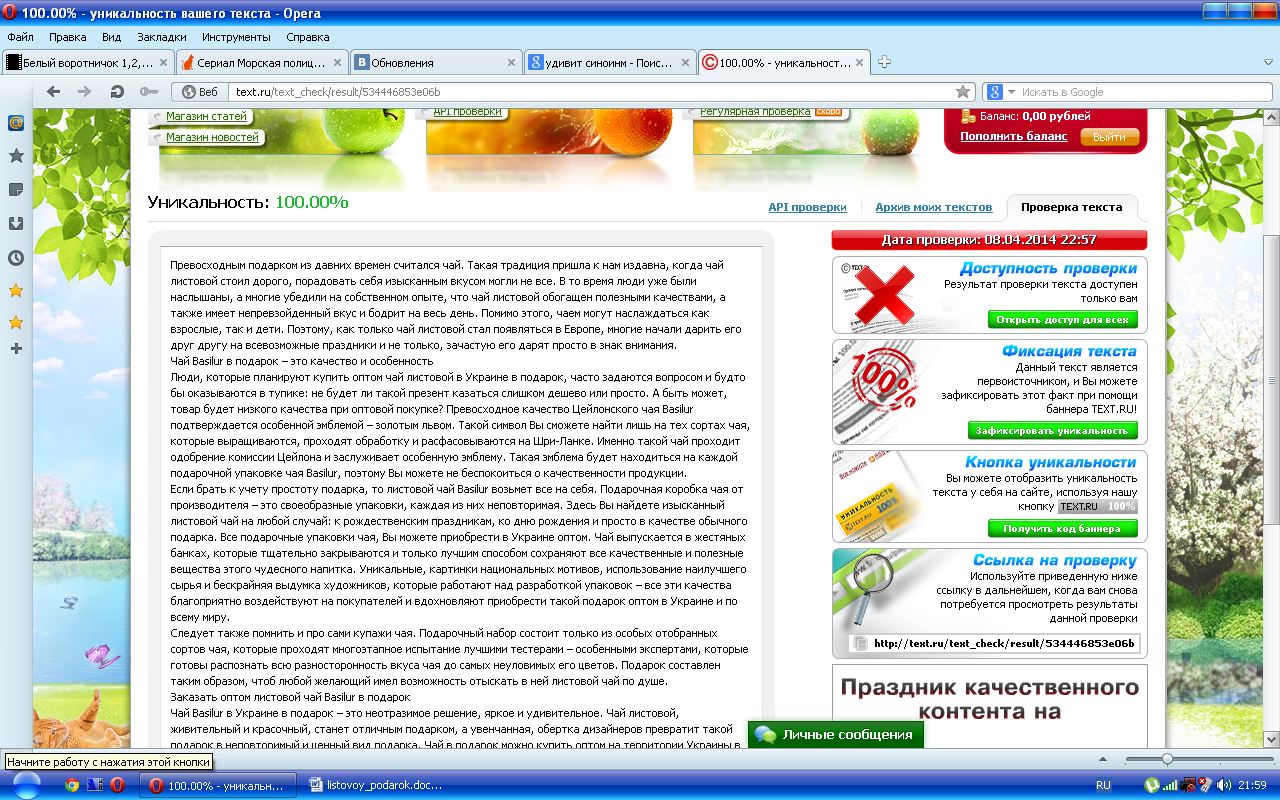 100.00% - уникальность вашего текста - Opera
Файл Правка Вид Закладки Инструменты Справка
Белый воротничок 1,2,... Сериал Морская полиц... Обновления удивит синоинм - Поис... 100.00% - уникальност...
Веб text.ru/text_check/result/534446853e06b Искать в Google
Магазин статей API проверки Регулярная проверка скоро Баланс: 0,00 рублей
Магазин новостей Пополнить баланс Выйти
Уникальность: 100.00% API проверки Архив моих текстов Проверка текста
Превосходным подарком из давних времен считался чай. Такая традиция пришла к нам издавна, когда чай
листовой стоил дорого, порадовать себя изысканным вкусом могли не все. В то время люди уже были
наслышаны, а многие убедили на собственном опыте, что чай листовой обогащен полезными качествами, а
также имеет непревзойденный вкус и бодрит на весь день. Помимо этого, чаем могут наслаждаться как
взрослые, так и дети. После того, как чай листовой стал появляться в Европе, многие начали дарить его
друг другу на всевозможные праздники и не только, зачастую его дарят просто в знак внимания.
Чай Basilur в подарок – это качество и особенность
Люди, которые планируют купить оптом чай листовой в Украине в подарок, часто задаются вопросом и будто
бы оказываются в тупике: не будет ли такой презент казаться слишком дешево или просто. А быть может,
товар будет низкого качества при оптовой покупке? Превосходное качество Цейлонского чая Basilur
подтверждается особенной эмблемой – золотым львом. Такой символ Вы сможете найти лишь на тех сортах чая,
которые выращиваются, проходят обработку и расфасовываются на Шри-Ланке. Именно такой чай проходит
одобрение комиссии Цейлона и заслуживает особенную эмблему. Такая эмблема будет находиться на каждой
подарочной упаковке чая Basilur, поэтому Вы можете не беспокоиться о качественности продукции.
Если брать к учету простоту подарка, то листовой чай Basilur возьмет все на себя. Подарочная коробка чая от
производителя – это своеобразные упаковки, каждая из них неповторимая. Здесь Вы найдете изысканный
листовой чай на любой случай: к рождественским праздникам, ко дню рождения и просто в качестве обычного
подарка. Все подарочные наборы можно не приобрести в Украине оптом. Чай выпускается в жестяных
банках, которые тщательно закрываются и только лучшим способом сохраняют все качественные и полезные
вещества этого чудесного листва. Уникальные картинки национальных мотивов, использование наилучшего
сырья и бескрайняя выдумка художников, которые работают над разработкой упаковок – все эти качества
благоприятно воздействуют на покупателей и вдохновляют приобрести такой подарок оптом в Украине и по
всему миру.
Следует также помнить и про сами купажи чая. Подарочный набор состоит только из особых отобранных
сортов чая, которые проходят многоэтапное испытание лучшими тестерами – особенными экспертами, которые
готовы распознать всю разносторонность вкуса чая до самых неуловимых его цветов. Подарок составлен
таким образом, чтоб любой желающий имел возможность отыскать в ней листовой чай по душе.
Заказать оптом листовой чай Basilur в подарок
Чай Basilur в Украине в подарок – это неотразимое решение, яркое и удивительное. Чай листовой,
живительный и красочный, станет отличным подарком, а увенчанная, обертка дизайнеров превратит такой
подарок в неповторимый и ценный вид подарка. Чай в подарок можно купить оптом на территории Украины в
Дата проверки: 08.04.2014 22:57
Доступность проверки
Результат проверки текста доступен
только вам
Открыть доступ для всех
Фиксация текста
100%
Данный текст является
первоисточником, и Вы можете
зафиксировать этот факт при помощи
баннера TEXT.RU!
Зафиксировать уникальность
Кнопка уникальности
Вы можете отобразить уникальность
текста у себя на сайте, используя нашу
кнопку TEXT.RU 100%
Получить код баннера
Ссылка на проверку
Используйте приведенную ниже
ссылку в дальнейшем, когда вам снова
потребуется просмотреть результаты
данной проверки
http://text.ru/text_check/result/534446853e06b
Праздник качественного
контента на
Личные сообщения
Начните работу с нажатия этой кнопки
100.00% - уникальн... listovoy_podarok.doc... RU 21:59